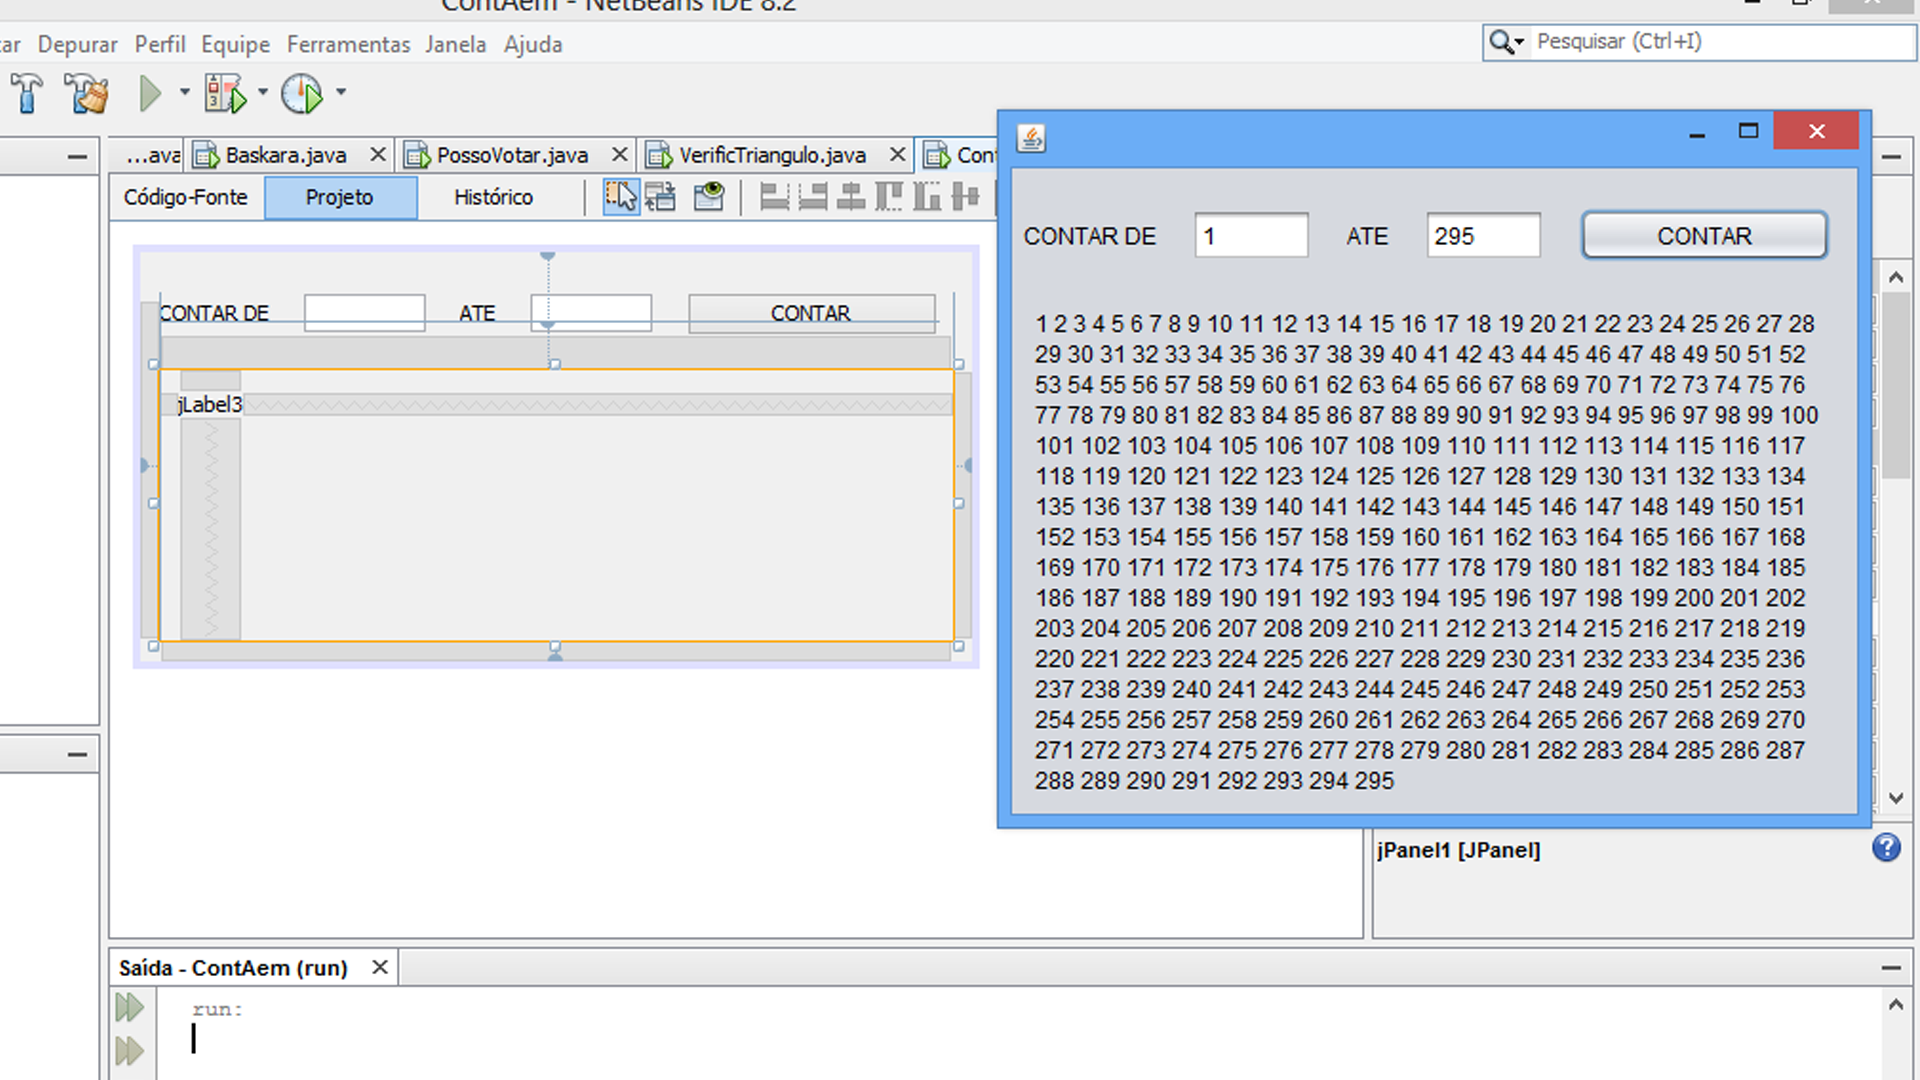 ContAem - NetBeans IDE 8.2
ar Depurar Perfil Equipe Ferramentas Janela Ajuda
Pesquisar (Ctrl+I)
...ava Baskara.java PossoVotar.java VerificTriangulo.java Cont
Código-Fonte Projeto Histórico
CONTAR DE ATE CONTAR
jLabel3
CONTAR DE 1 ATE 295 CONTAR
1 2 3 4 5 6 7 8 9 10 11 12 13 14 15 16 17 18 19 20 21 22 23 24 25 26 27 28
29 30 31 32 33 34 35 36 37 38 39 40 41 42 43 44 45 46 47 48 49 50 51 52
53 54 55 56 57 58 59 60 61 62 63 64 65 66 67 68 69 70 71 72 73 74 75 76
77 78 79 80 81 82 83 84 85 86 87 88 89 90 91 92 93 94 95 96 97 98 99 100
101 102 103 104 105 106 107 108 109 110 111 112 113 114 115 116 117
118 119 120 121 122 123 124 125 126 127 128 129 130 131 132 133 134
135 136 137 138 139 140 141 142 143 144 145 146 147 148 149 150 151
152 153 154 155 156 157 158 159 160 161 162 163 164 165 166 167 168
169 170 171 172 173 174 175 176 177 178 179 180 181 182 183 184 185
186 187 188 189 190 191 192 193 194 195 196 197 198 199 200 201 202
203 204 205 206 207 208 209 210 211 212 213 214 215 216 217 218 219
220 221 222 223 224 225 226 227 228 229 230 231 232 233 234 235 236
237 238 239 240 241 242 243 244 245 246 247 248 249 250 251 252 253
254 255 256 257 258 259 260 261 262 263 264 265 266 267 268 269 270
271 272 273 274 275 276 277 278 279 280 281 282 283 284 285 286 287
288 289 290 291 292 293 294 295
jPanel1 [JPanel]
Saída - ContAem (run)
run: